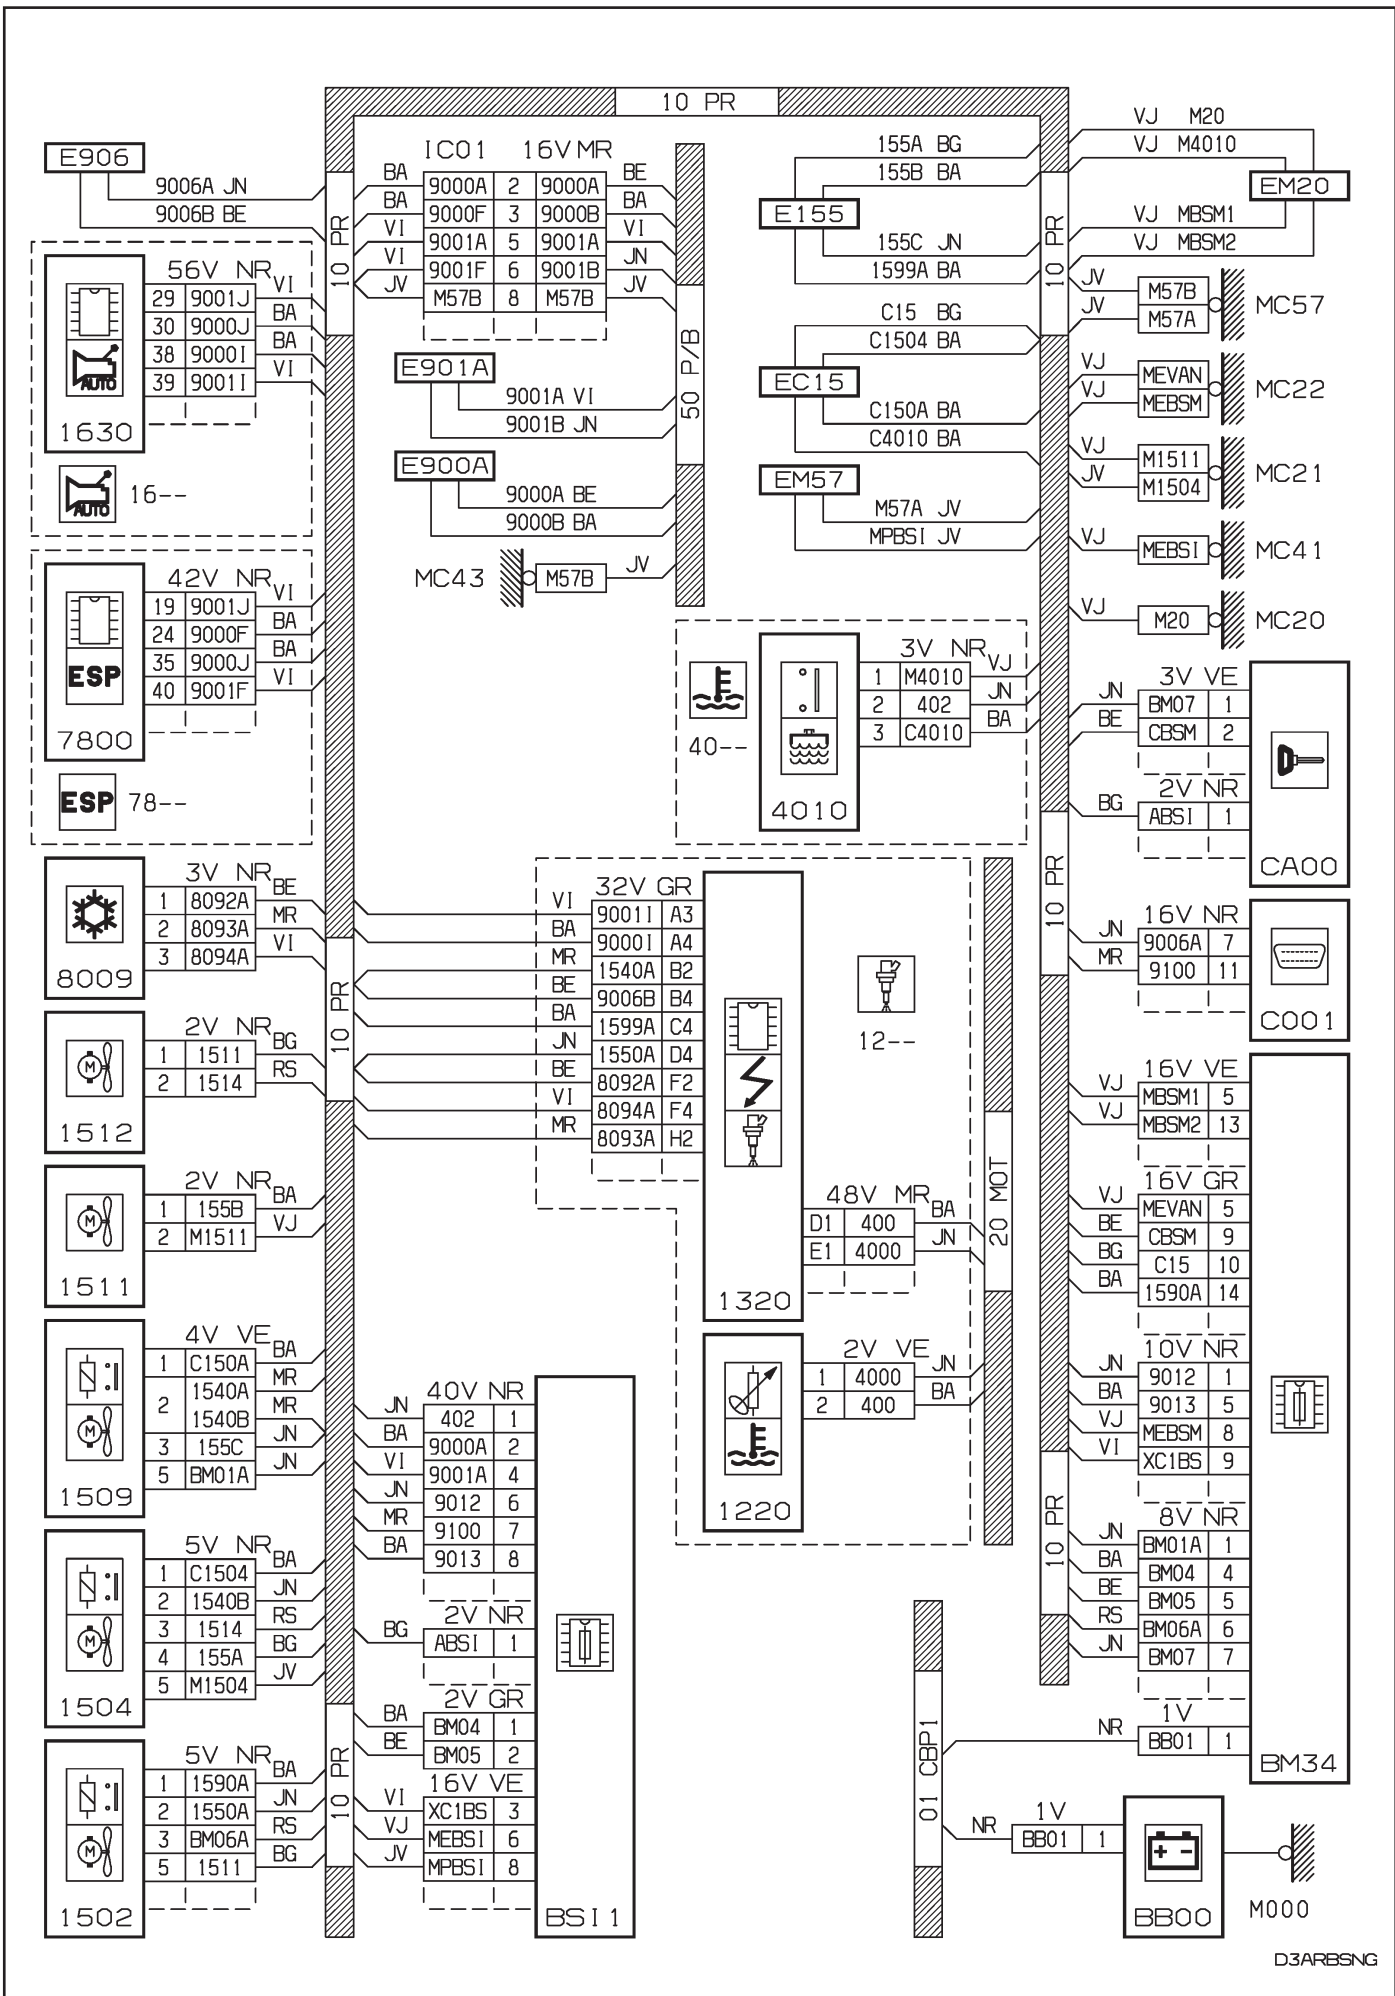 10 PR
E906
9006A JN
9006B BE
10 PR
56V NR
29 9001J VI
30 9000J BA
38 9000I BA
39 9001I VI
AUTO
1630
AUTO
16--
42V NR
19 9001J VI
24 9000F BA
35 9000J BA
40 9001F VI
ESP
7800
ESP
78--
3V NR
1 8092A BE
2 8093A MR
3 8094A VI
8009
10 PR
2V NR
1 1511 BG
2 1514 RS
M
1512
2V NR
1 155B BA
2 M1511 VJ
M
1511
4V VE
1 C150A BA
2 1540A MR
1540B MR
3 155C JN
5 BM01A JN
M
1509
5V NR
1 C1504 BA
2 1540B JN
3 1514 RS
4 155A BG
5 M1504 JV
M
1504
5V NR
1 1590A BA
2 1550A JN
3 BM06A RS
5 1511 BG
M
1502
10 PR
IC01 16V MR
BA 9000A 2 9000A BE
BA 9000F 3 9000B BA
VI 9001A 5 9001A VI
VI 9001F 6 9001B JN
JV M57B 8 M57B JV
50 P/B
E901A
9001A VI
9001B JN
E900A
9000A BE
9000B BA
MC43 M57B JV
155A BG
155B BA
E155
155C JN
1599A BA
C15 BG
C1504 BA
EC15
C150A BA
C4010 BA
EM57
M57A JV
MPBSI JV
3V NR
1 M4010 VJ
2 402 JN
3 C4010 BA
40--
4010
32V GR
VI 9001I A3
BA 9000I A4
MR 1540A B2
BE 9006B B4
BA 1599A C4
JN 1550A D4
BE 8092A F2
VI 8094A F4
MR 8093A H2
12--
48V MR
D1 400 BA
E1 4000 JN
1320
20 MOT
2V VE
1 4000 JN
2 400 BA
1220
40V NR
JN 402 1
BA 9000A 2
VI 9001A 4
JN 9012 6
MR 9100 7
BA 9013 8
2V NR
BG ABSI 1
2V GR
BA BM04 1
BE BM05 2
16V VE
VI XC1BS 3
VJ MEBSI 6
JV MPBSI 8
BSI1
VJ M20
VJ M4010
EM20
VJ MBSM1
VJ MBSM2
10 PR
JV M57B
JV M57A
MC57
VJ MEVAN
VJ MEBSM
MC22
VJ M1511
JV M1504
MC21
VJ MEBSI
MC41
VJ M20
MC20
3V VE
JN BM07 1
BE CBSM 2
2V NR
BG ABSI 1
CA00
10 PR
16V NR
JN 9006A 7
MR 9100 11
C001
16V VE
VJ MBSM1 5
VJ MBSM2 13
16V GR
VJ MEVAN 5
BE CBSM 9
BG C15 10
BA 1590A 14
10V NR
JN 9012 1
BA 9013 5
VJ MEBSM 8
VI XC1BS 9
10 PR
8V NR
JN BM01A 1
BA BM04 4
BE BM05 5
RS BM06A 6
JN BM07 7
1V
NR BB01 1
BM34
01 CBP1
1V
NR BB01 1
+ -
BB00
M000
D3ARBSNG